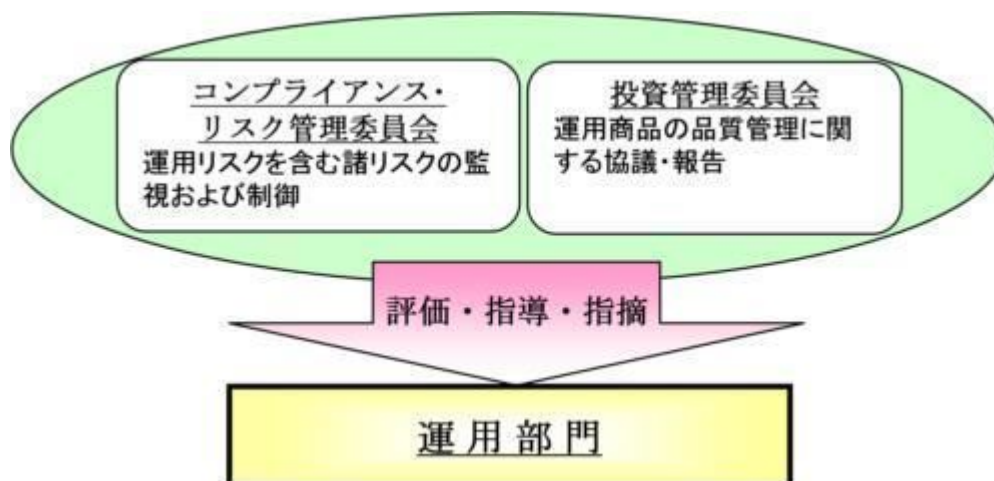 コンプライアンス・
リスク管理委員会
運用リスクを含む諸リスクの監
視および制御
投資管理委員会
運用商品の品質管理に関
する協議・報告
評価・指導・指摘
運用部門